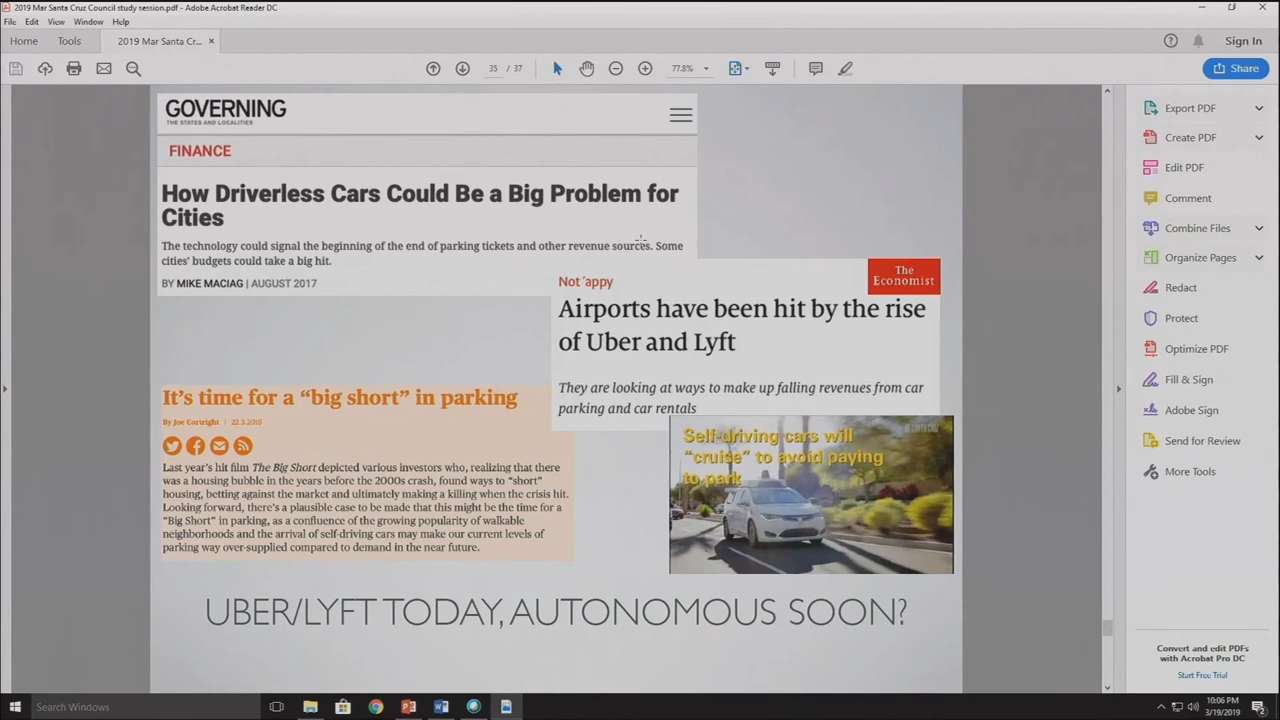 2019 Mar Santa Cruz Council study session.pdf - Adobe Acrobat Reader DC
File Edit View Window Help
Home Tools 2019 Mar Santa Cr... × Sign In
35 / 37 77.8% Share
GOVERNING
THE STATES AND LOCALITIES
FINANCE
How Driverless Cars Could Be a Big Problem for
Cities
The technology could signal the beginning of the end of parking tickets and other revenue sources. Some
cities' budgets could take a big hit.
BY MIKE MACIAG | AUGUST 2017
Not 'appy
The
Economist
Airports have been hit by the rise
of Uber and Lyft
They are looking at ways to make up falling revenues from car
parking and car rentals
It's time for a “big short” in parking
By Joe Cortright | 22.3.2016
Last year's hit film The Big Short depicted various investors who, realizing that there
was a housing bubble in the years before the 2000s crash, found ways to “short”
housing, betting against the market and ultimately making a killing when the crisis hit.
Looking forward, there's a plausible case to be made that this might be the time for a
“Big Short” in parking, as a confluence of the growing popularity of walkable
neighborhoods and the arrival of self-driving cars may make our current levels of
parking way over-supplied compared to demand in the near future.
Self-driving cars will
“cruise” to avoid paying
to park
UC SANTA CRUZ
UBER/LYFT TODAY, AUTONOMOUS SOON?
Export PDF
Create PDF
Edit PDF
Comment
Combine Files
Organize Pages
Redact
Protect
Optimize PDF
Fill & Sign
Adobe Sign
Send for Review
More Tools
Convert and edit PDFs
with Acrobat Pro DC
Start Free Trial
Search Windows
10:06 PM
3/19/2019
2